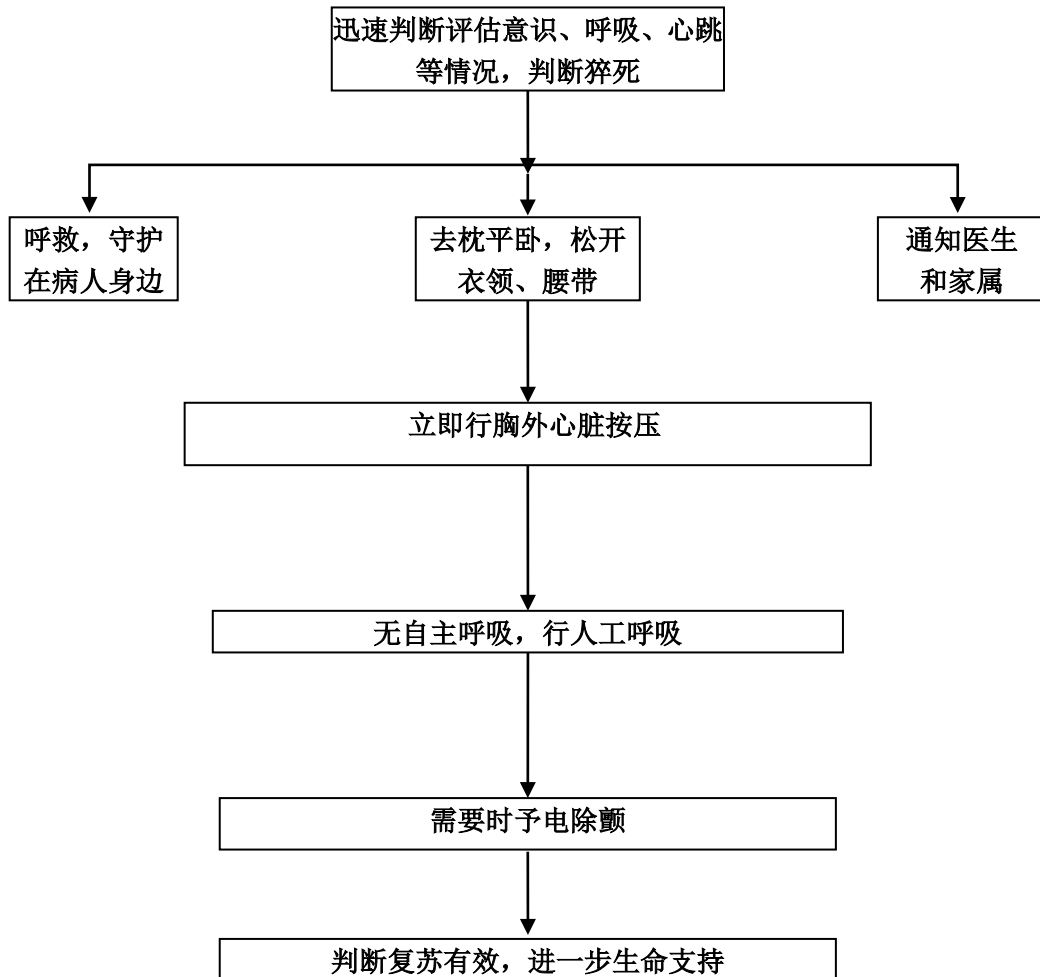 迅速判断评估意识、呼吸、心跳
等情况，判断猝死
呼救，守护
在病人身边
去枕平卧，松开
衣领、腰带
通知医生
和家属
立即行胸外心脏按压
无自主呼吸，行人工呼吸
需要时予电除颤
判断复苏有效，进一步生命支持